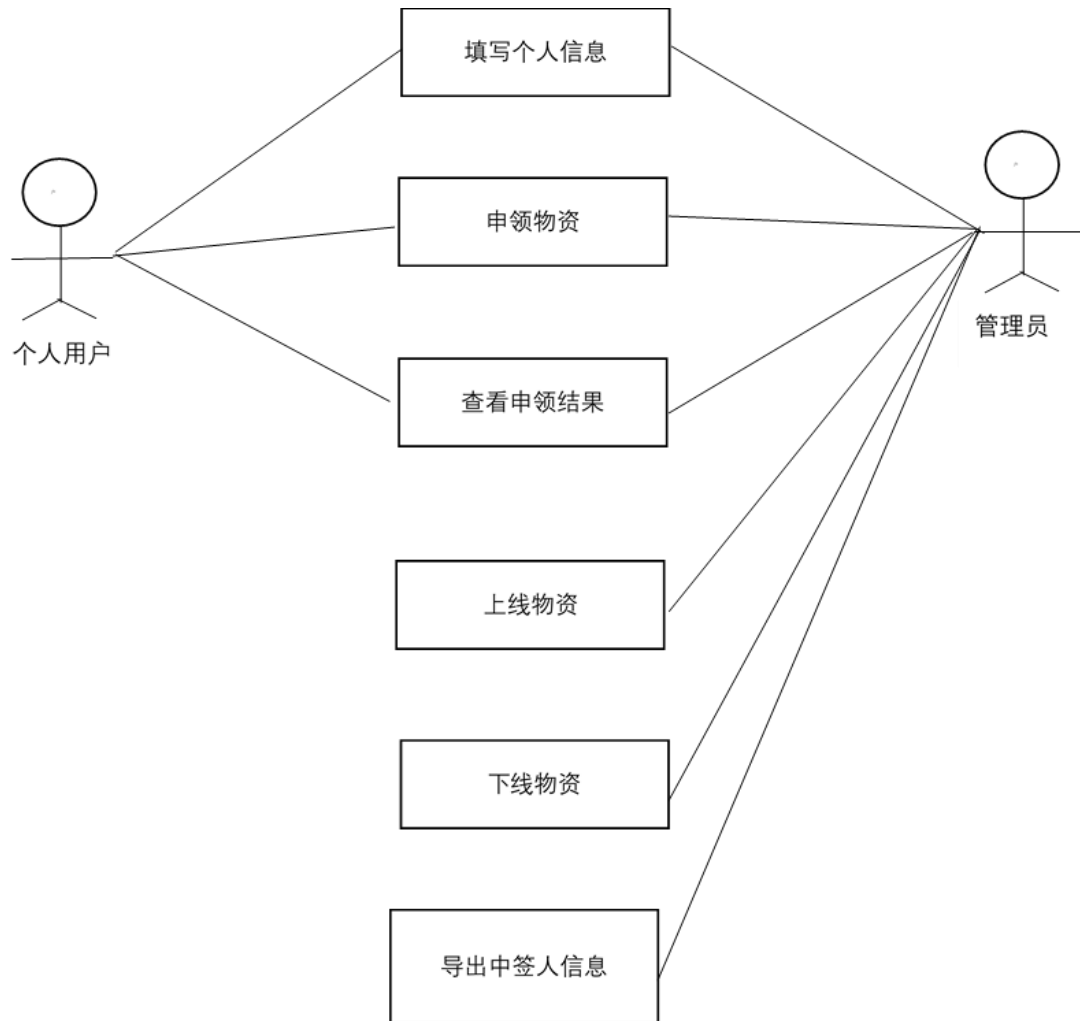 填写个人信息
申领物资
个人用户
管理员
查看申领结果
上线物资
下线物资
导出中签人信息